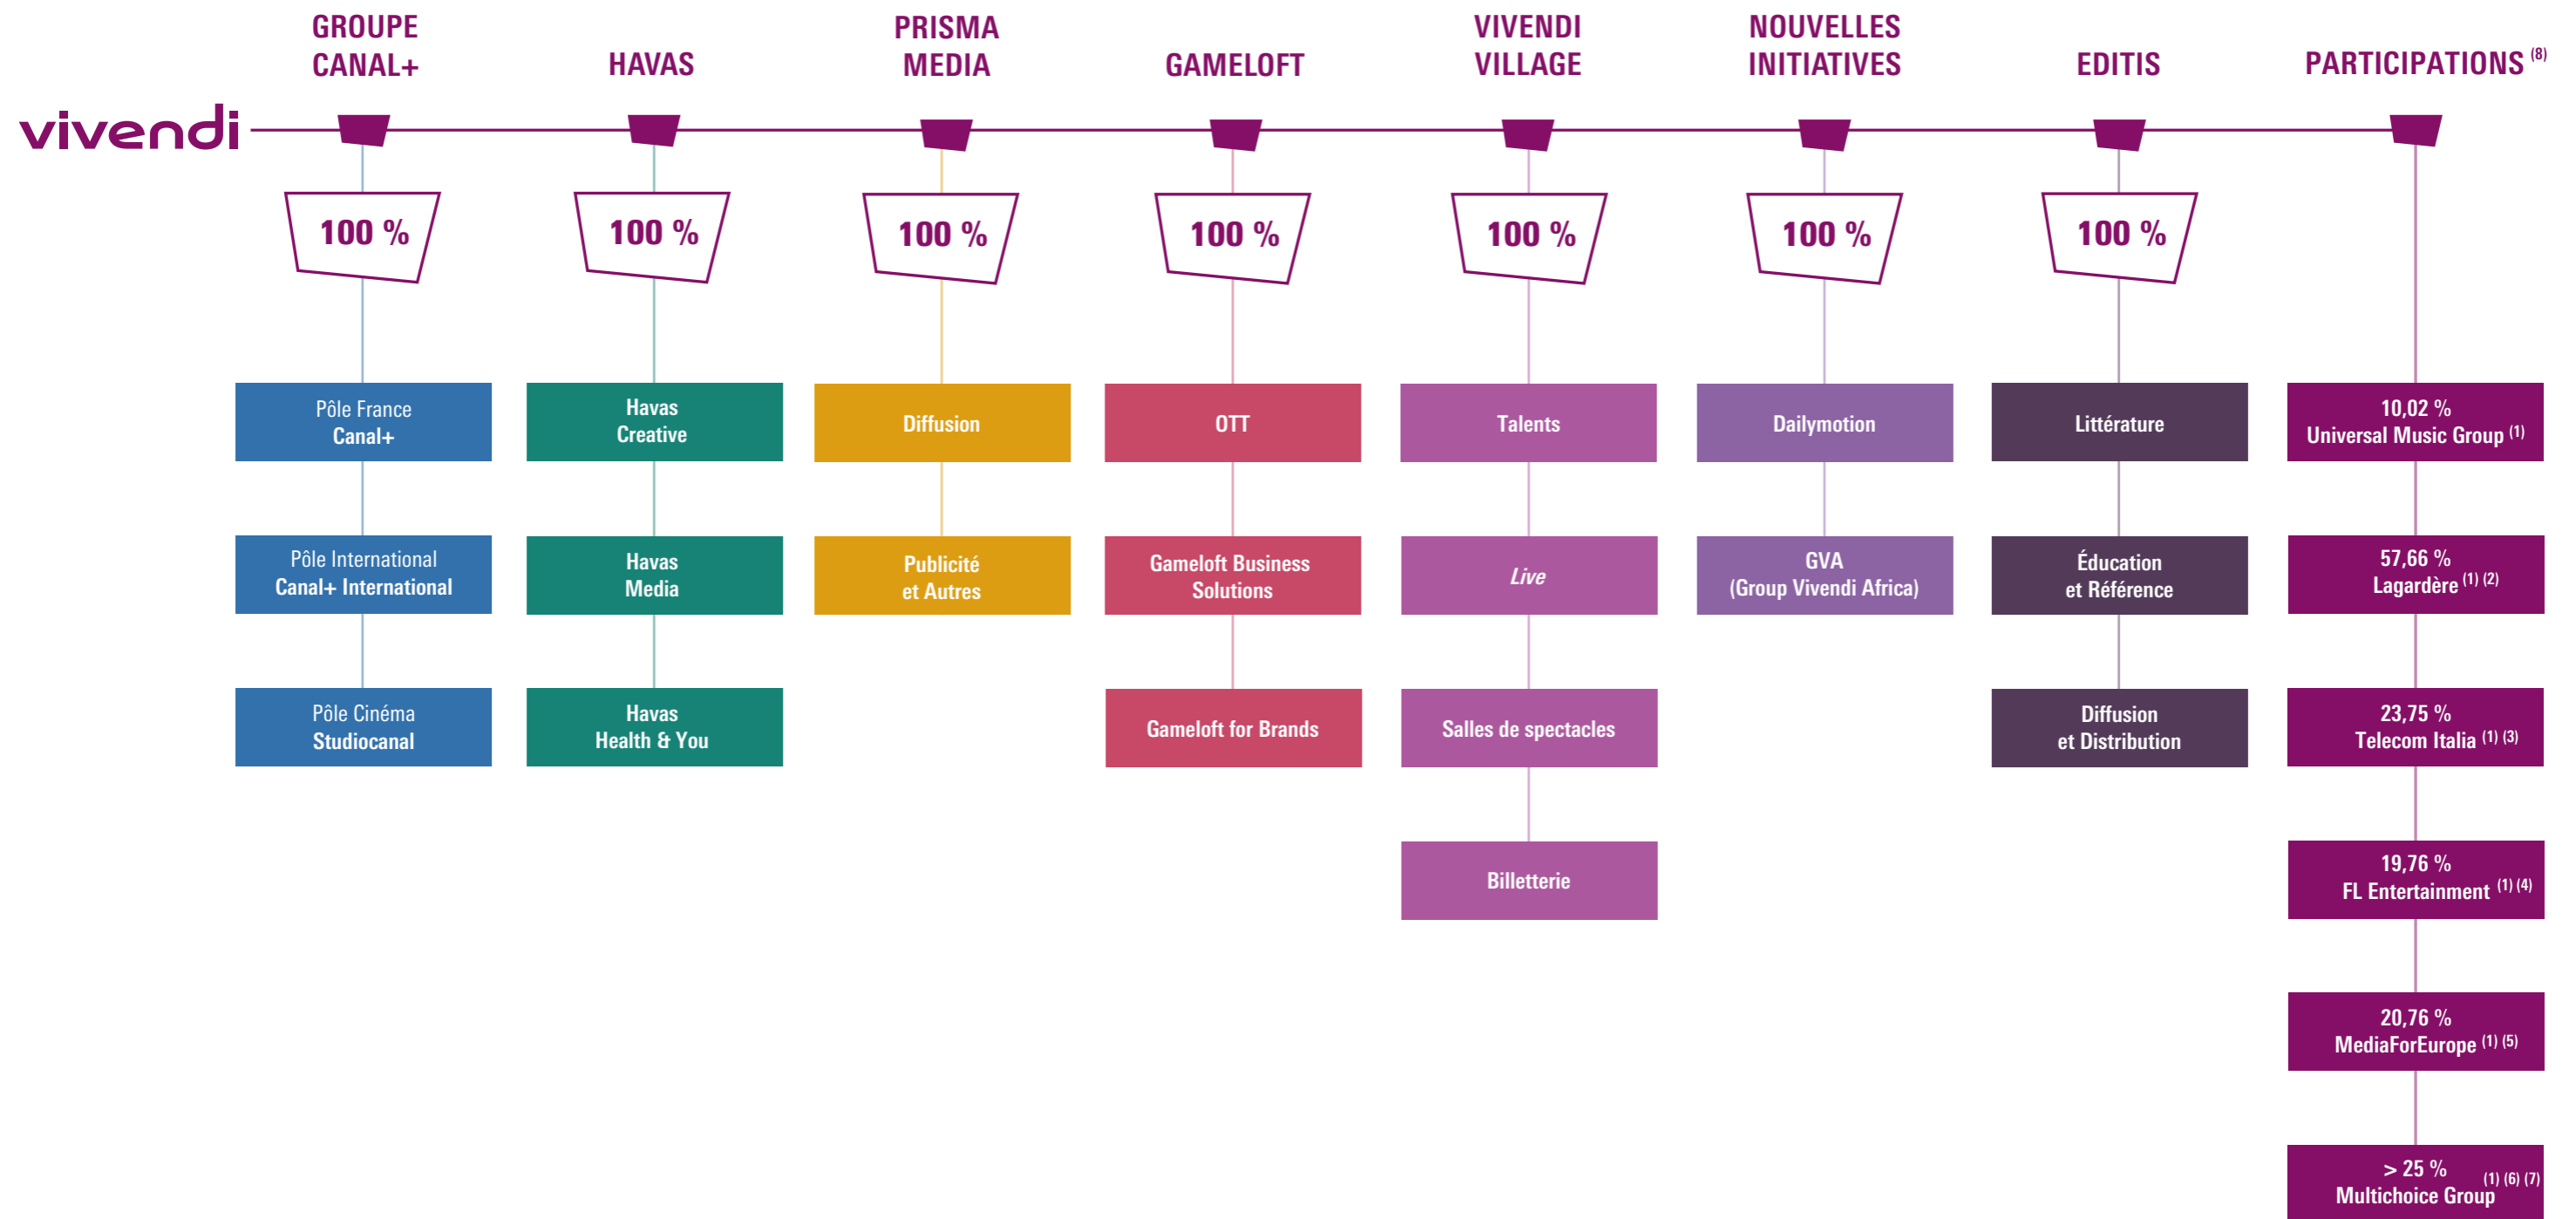 GROUPE
CANAL+
HAVAS
PRISMA
MEDIA
GAMELOFT
VIVENDI
VILLAGE
NOUVELLES
INITIATIVES
EDITIS
PARTICIPATIONS (8)
vivendi
100 %
100 %
100 %
100 %
100 %
100 %
100 %
Pôle France
Canal+
Pôle International
Canal+ International
Pôle Cinéma
Studiocanal
Havas
Creative
Havas
Media
Havas
Health & You
Diffusion
Publicité
et Autres
OTT
Gameloft Business
Solutions
Gameloft for Brands
Talents
Live
Salles de spectacles
Billetterie
Dailymotion
GVA
(Group Vivendi Africa)
Littérature
Éducation
et Référence
Diffusion
et Distribution
10,02 %
Universal Music Group (1)
57,66 %
Lagardère (1) (2)
23,75 %
Telecom Italia (1) (3)
19,76 %
FL Entertainment (1) (4)
20,76 %
MediaForEurope (1) (5)
> 25 %
Multichoice Group (1) (6) (7)